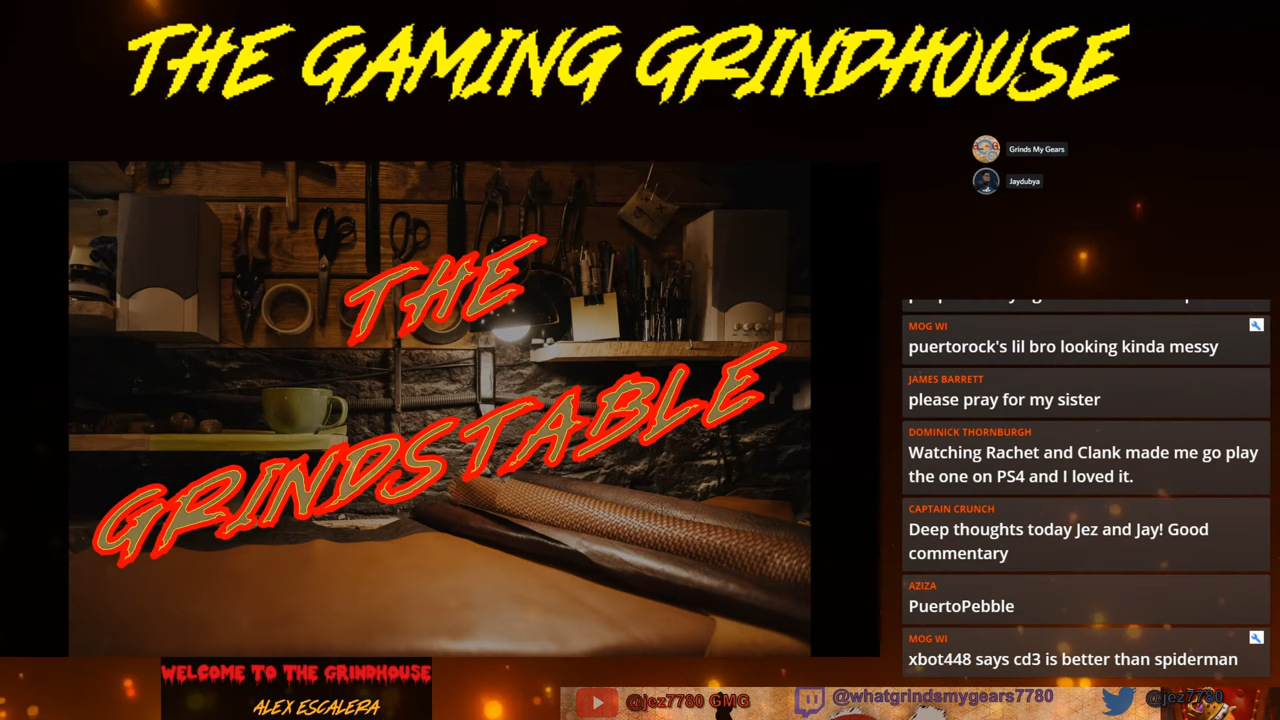 THE GAMING GRINDHOUSE
Grinds My Gears
Jaydubya
THE
GRINDSTABLE
MOG WI
puertorock's lil bro looking kinda messy
JAMES BARRETT
please pray for my sister
DOMINICK THORNBURGH
Watching Rachet and Clank made me go play
the one on PS4 and I loved it.
CAPTAIN CRUNCH
Deep thoughts today Jez and Jay! Good
commentary
AZIZA
PuertoPebble
MOG WI
xbot448 says cd3 is better than spiderman
WELCOME TO THE GRINDHOUSE
ALEX ESCALERA
@jez7780 GMG
@whatgrindsmygears7780
@jez7780